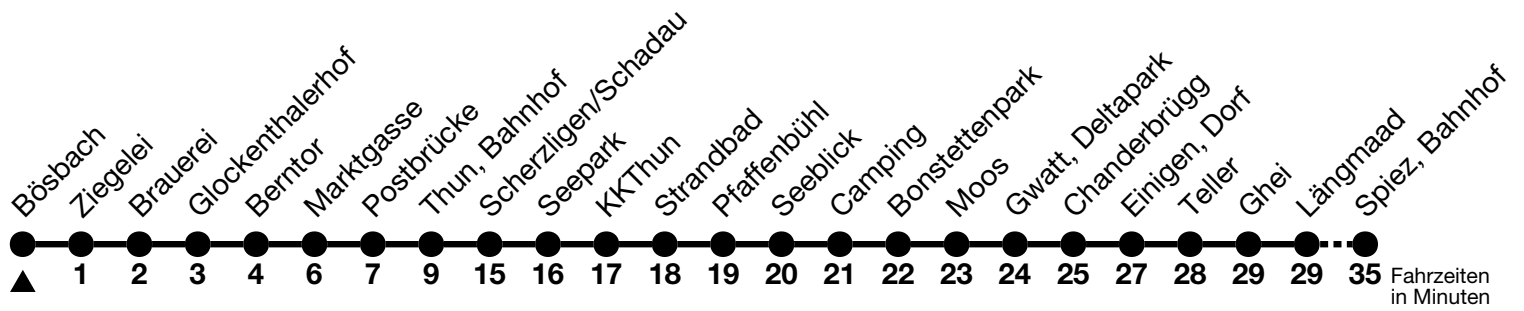 Bösbach
Ziegelei
Brauerei
Glockenthalerhof
Berntor
Marktgasse
Postbrücke
Thun, Bahnhof
Scherzligen/Schadau
Seepark
KKThun
Strandbad
Pfaffenbühl
Seeblick
Camping
Bonstettenpark
Moos
Gwatt, Deltapark
Chanderbrügg
Einigen, Dorf
Teller
Ghei
Längmaad
Spiez, Bahnhof
1 2 3 4 6 7 9 15 16 17 18 19 20 21 22 23 24 25 27 28 29 29 35 Fahrzeiten
in Minuten